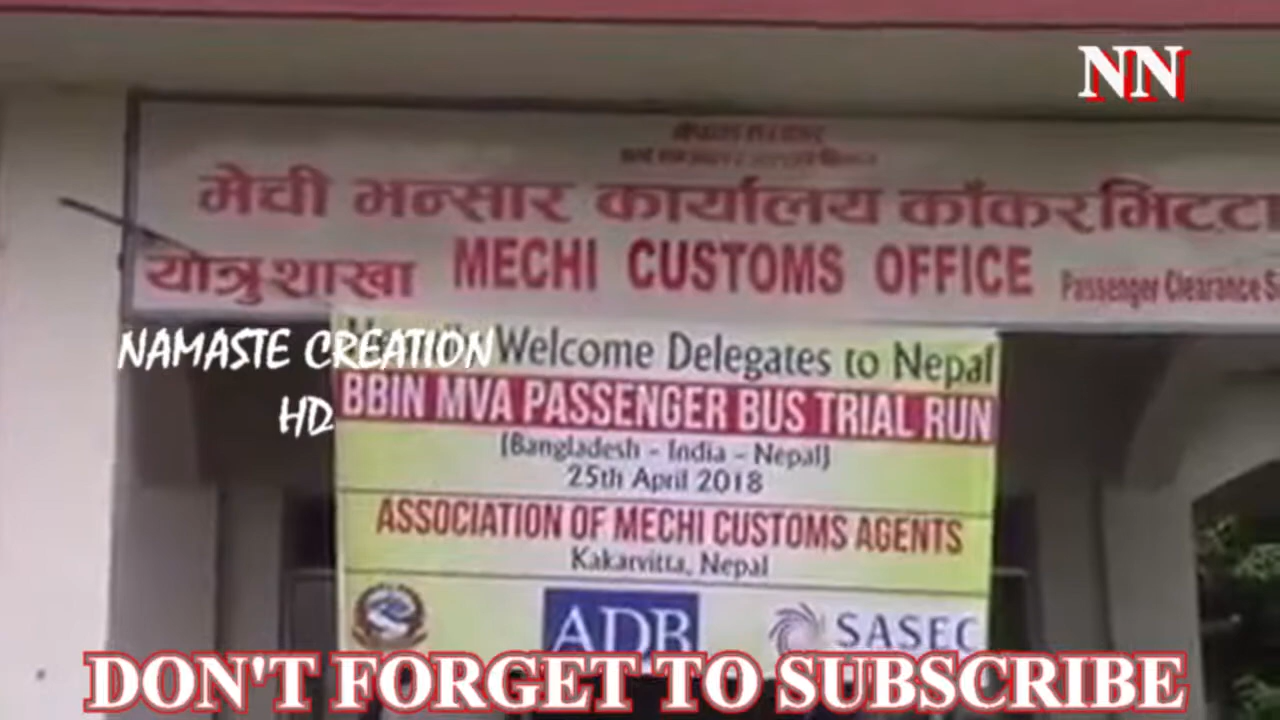 NN
नेपाल सरकार
मेची भन्सार कार्यालय काँकरभिट्टा
यात्रु शाखा MECHI CUSTOMS OFFICE Passenger Clearance
NAMASTE CREATION
HD
Welcome Delegates to Nepal
BBIN MVA PASSENGER BUS TRIAL RUN
(Bangladesh - India - Nepal)
25th April 2018
ASSOCIATION OF MECHI CUSTOMS AGENTS
Kakarvitta, Nepal
ADB
SASEC
DON'T FORGET TO SUBSCRIBE